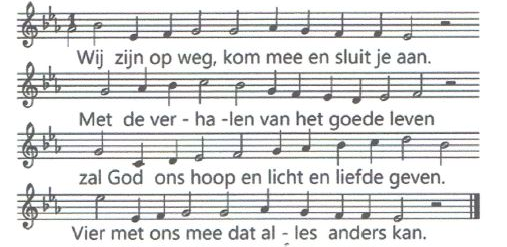 Wij zijn op weg, kom mee en sluit je aan.
Met de ver - ha -len van het goede leven
zal God ons hoop en licht en liefde geven.
Vier met ons mee dat al - les anders kan.